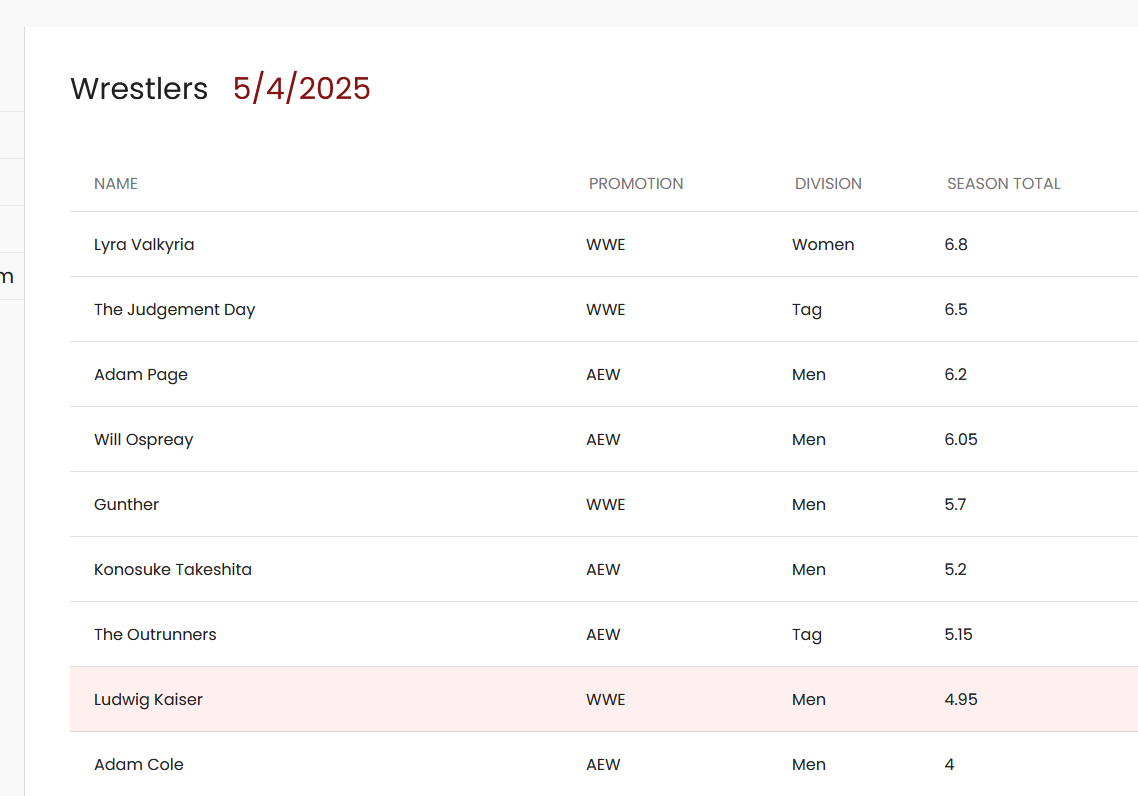 Wrestlers 5/4/2025
NAME PROMOTION DIVISION SEASON TOTAL
Lyra Valkyria WWE Women 6.8
The Judgement Day WWE Tag 6.5
m
Adam Page AEW Men 6.2
Will Ospreay AEW Men 6.05
Gunther WWE Men 5.7
Konosuke Takeshita AEW Men 5.2
The Outrunners AEW Tag 5.15
Ludwig Kaiser WWE Men 4.95
Adam Cole AEW Men 4